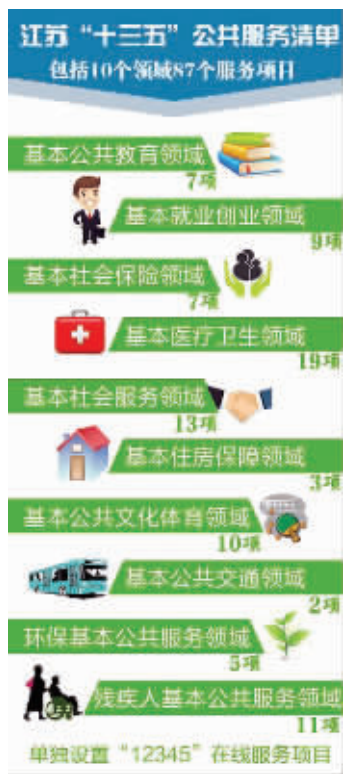 江苏“十三五”公共服务清单
包括10个领域87个服务项目
基本公共教育领域
7项
基本就业创业领域
9项
基本社会保险领域
7项
基本医疗卫生领域
19项
基本社会服务领域
13项
基本住房保障领域
3项
基本公共文化体育领域
10项
基本公共交通领域
2项
环保基本公共服务领域
5项
残疾人基本公共服务领域
11项
单独设置“12345”在线服务项目